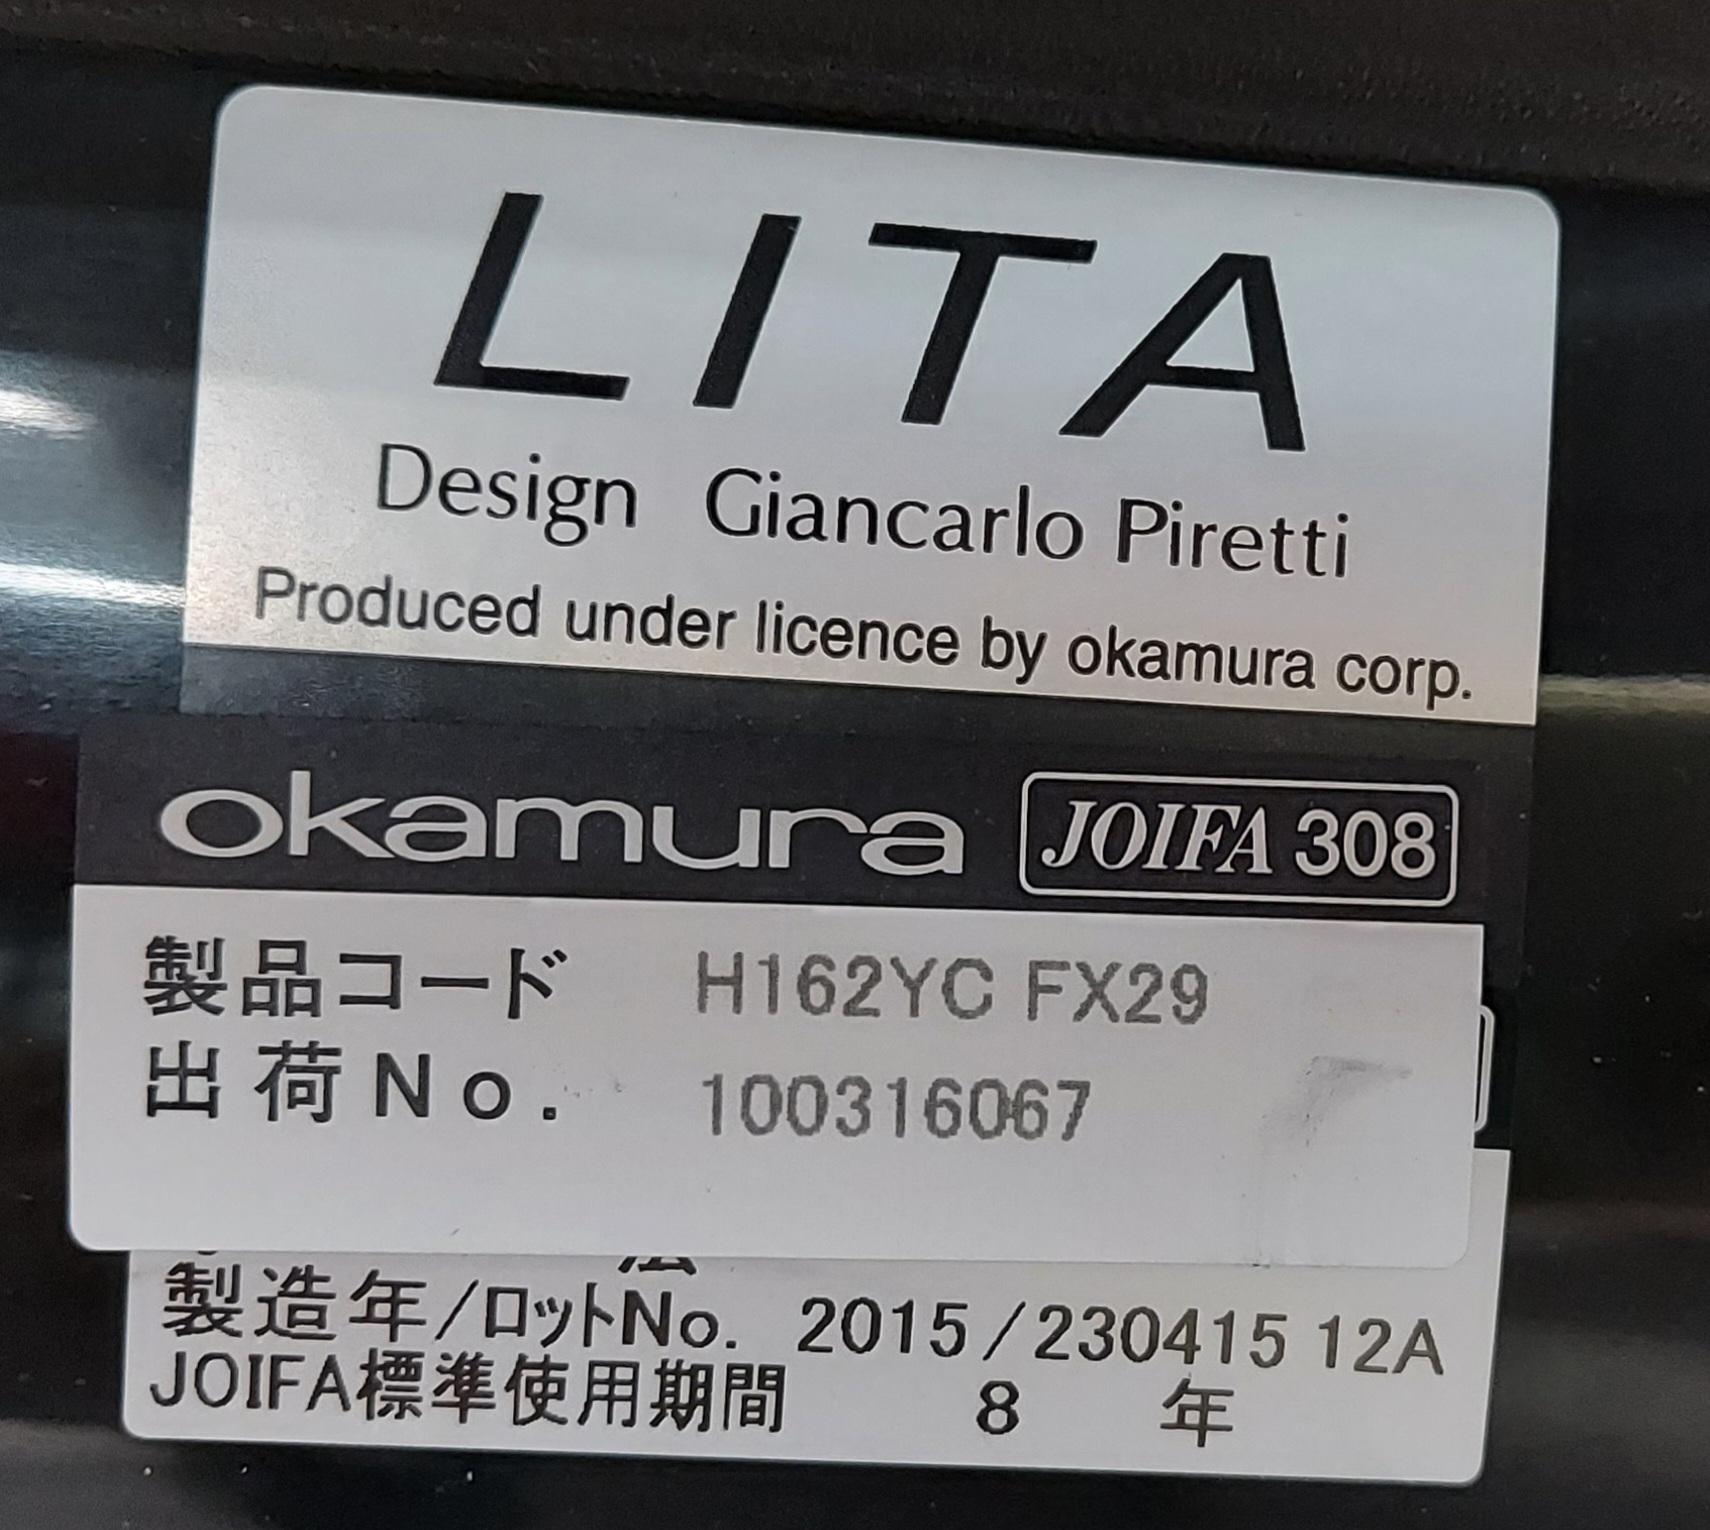 LITA
Design Giancarlo Piretti
Produced under licence by okamura corp.
okamura JOIFA 308
製品コード H162YC FX29
出荷No. 100316067
製造年/ロットNo. 2015/230415 12A
JOIFA標準使用期間 8 年